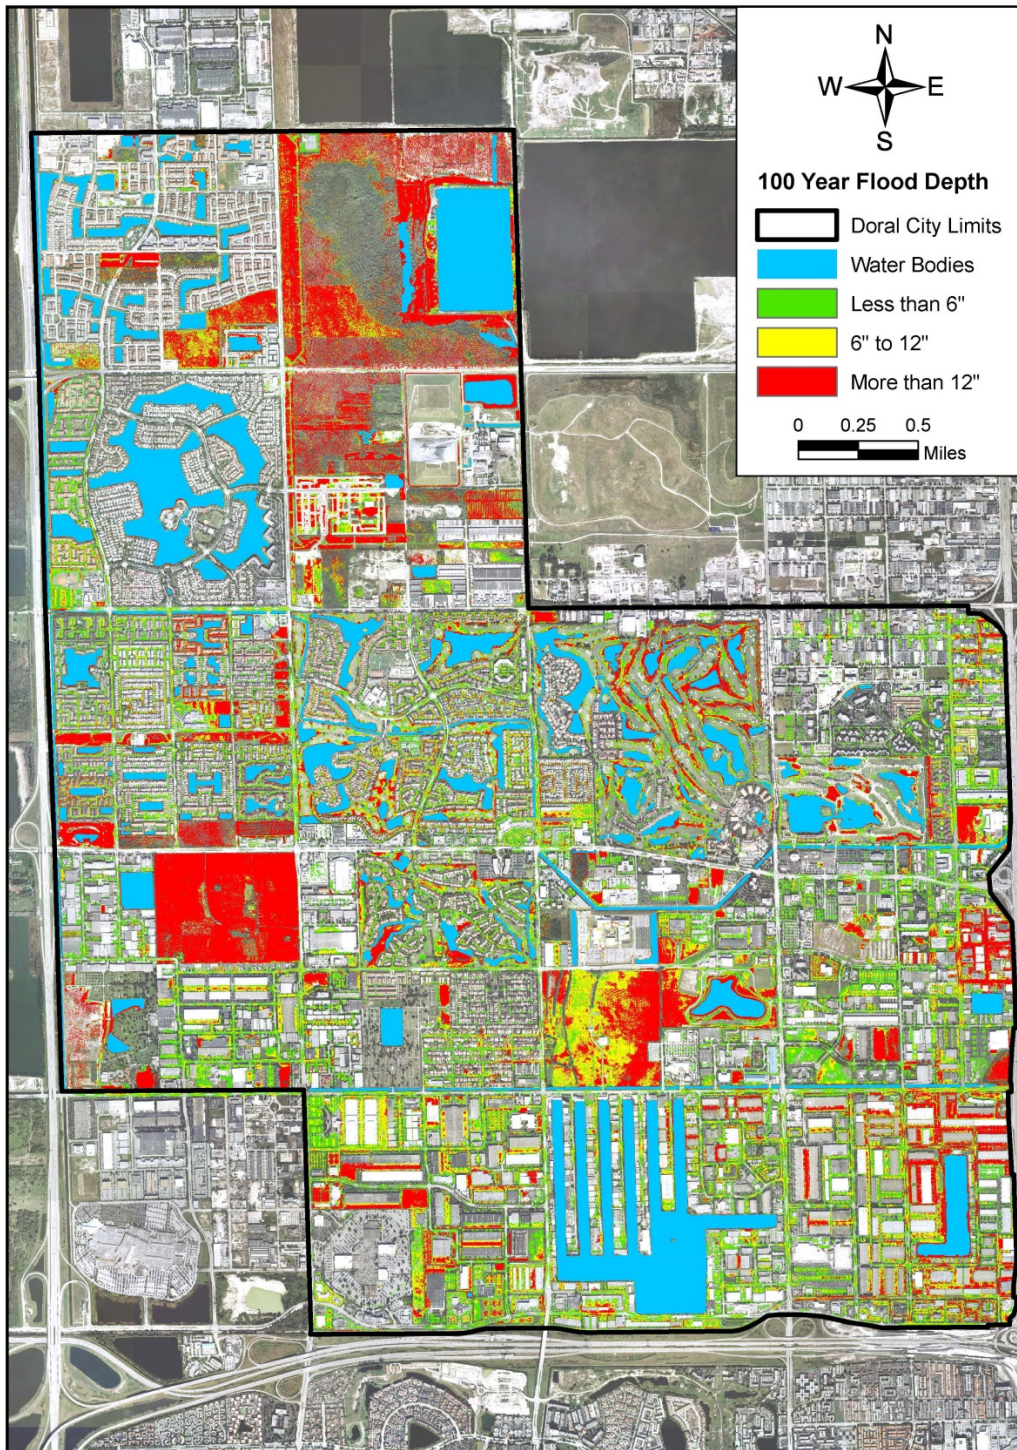 N
W E
S
100 Year Flood Depth
Doral City Limits
Water Bodies
Less than 6"
6" to 12"
More than 12"
0 0.25 0.5
Miles